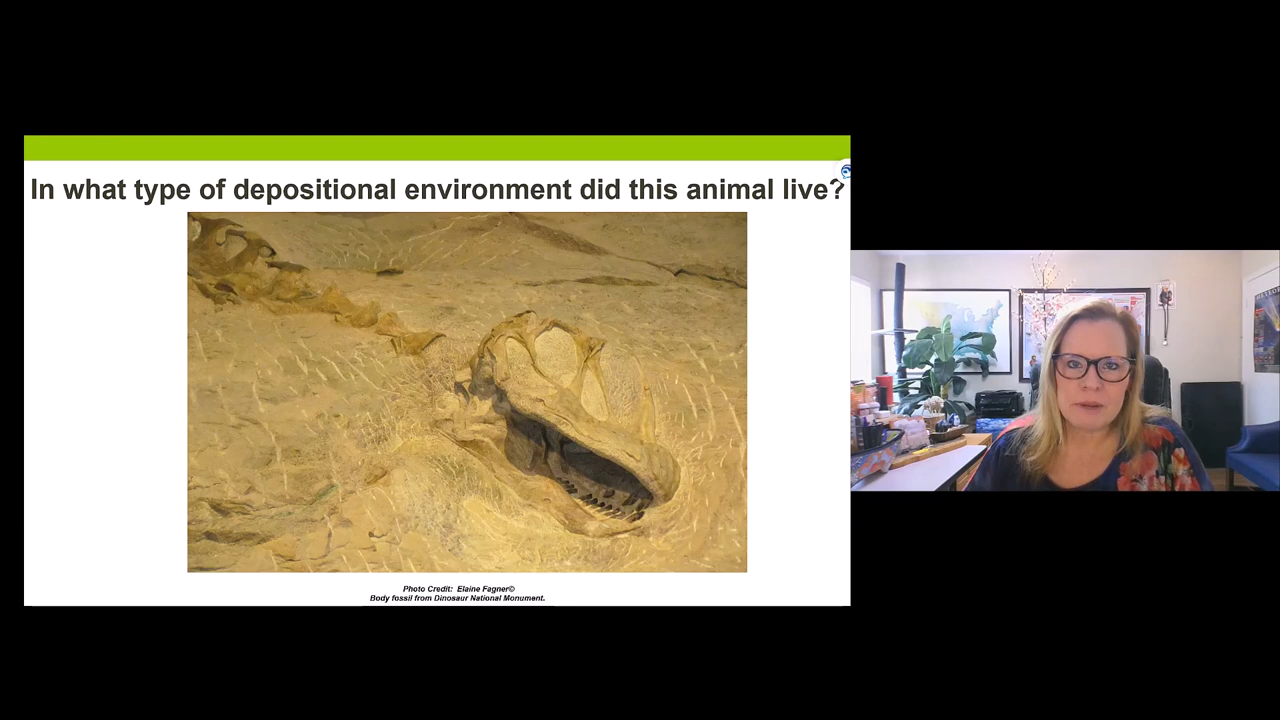 In what type of depositional environment did this animal live?
Photo Credit:  Elaine Fagner©
Body fossil from Dinosaur National Monument.